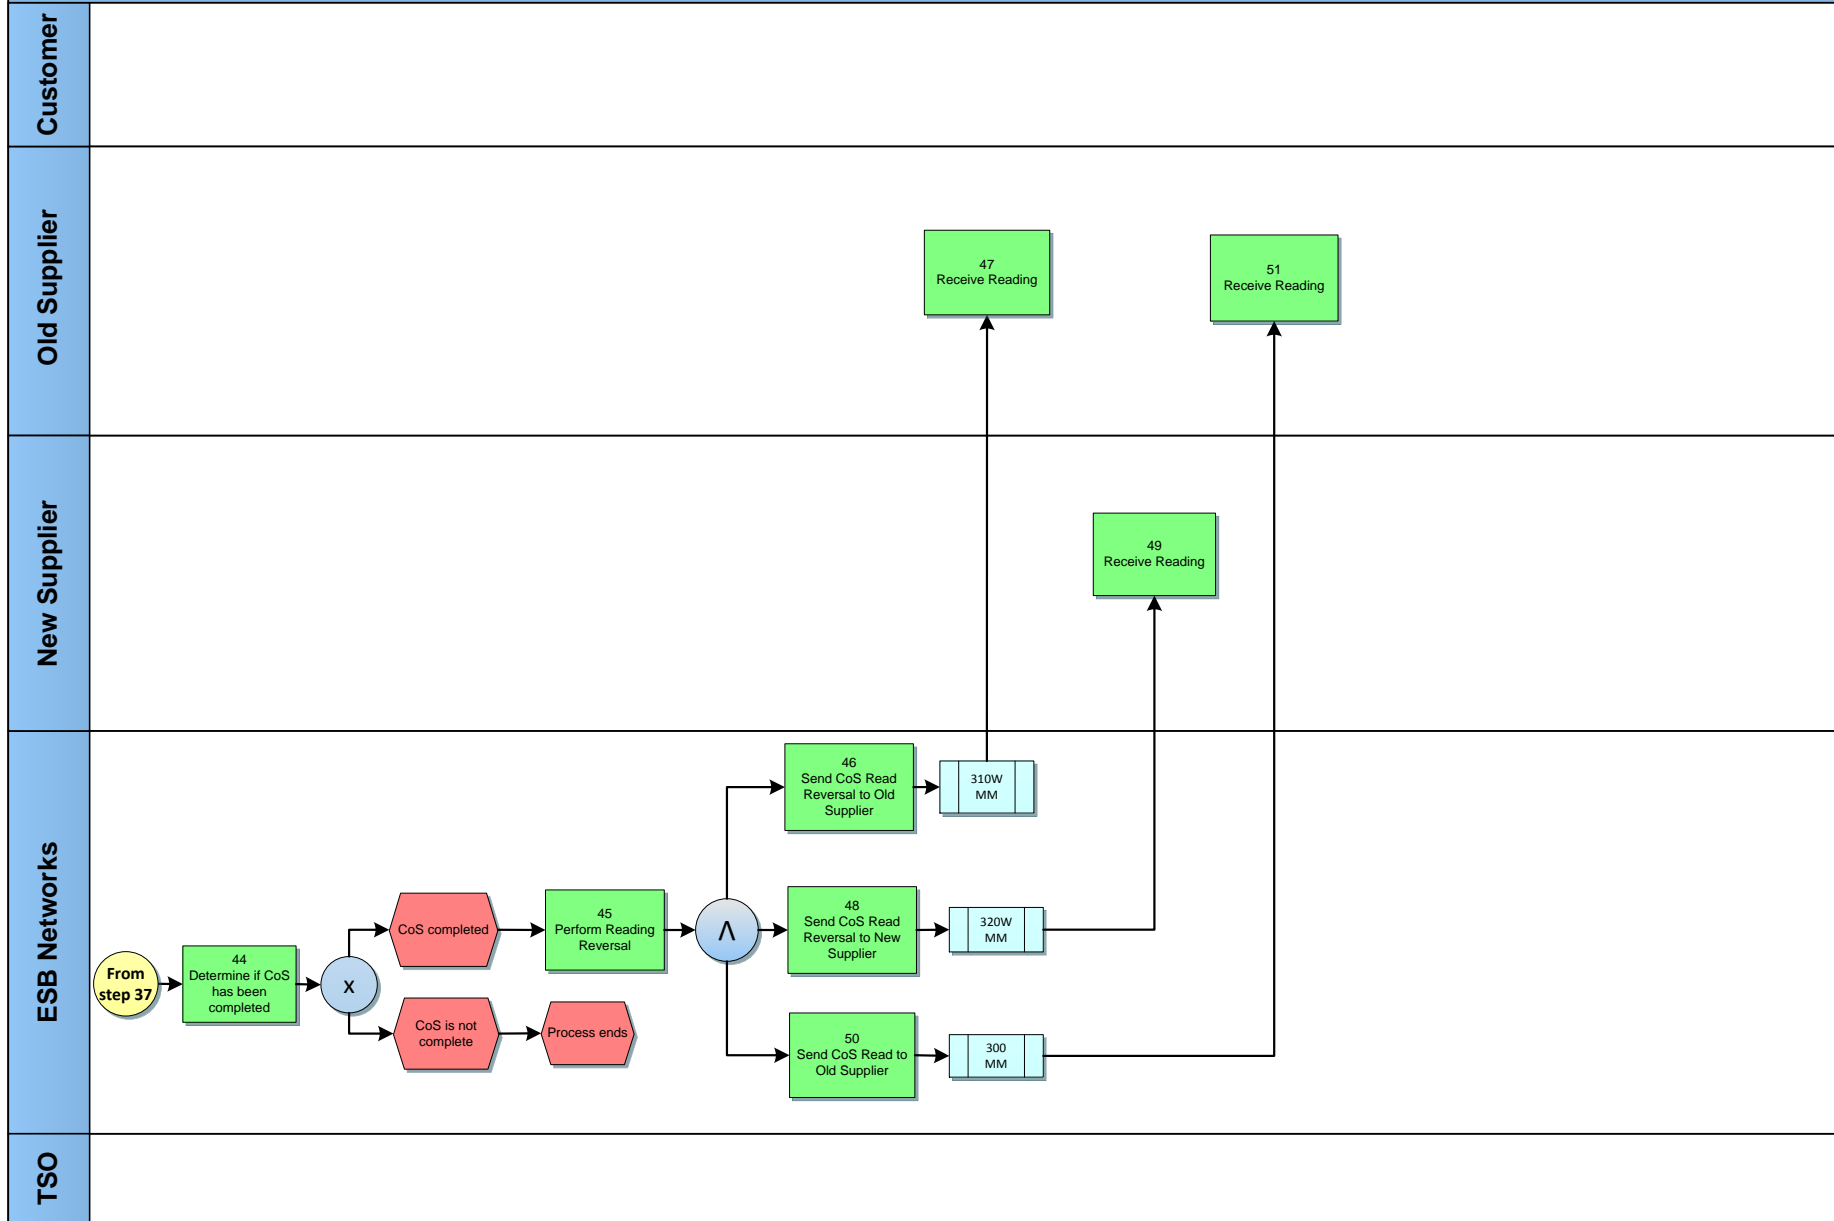 Customer
Old Supplier
47
Receive Reading
51
Receive Reading
New Supplier
49
Receive Reading
ESB Networks
From
step 37
44
Determine if CoS
has been
completed
X
CoS completed
45
Perform Reading
Reversal
CoS is not
complete
Process ends
Λ
46
Send CoS Read
Reversal to Old
Supplier
310W
MM
48
Send CoS Read
Reversal to New
Supplier
320W
MM
50
Send CoS Read to
Old Supplier
300
MM
TSO